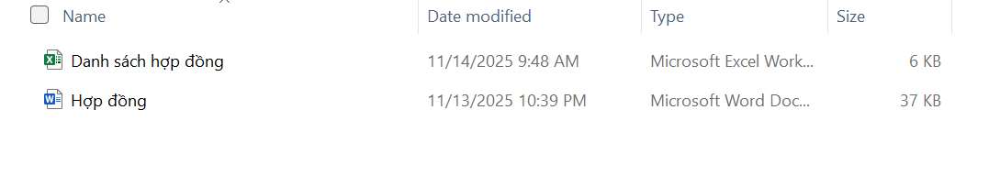 Name Date modified Type Size
Danh sách hợp đồng 11/14/2025 9:48 AM Microsoft Excel Work... 6 KB
Hợp đồng 11/13/2025 10:39 PM Microsoft Word Doc... 37 KB